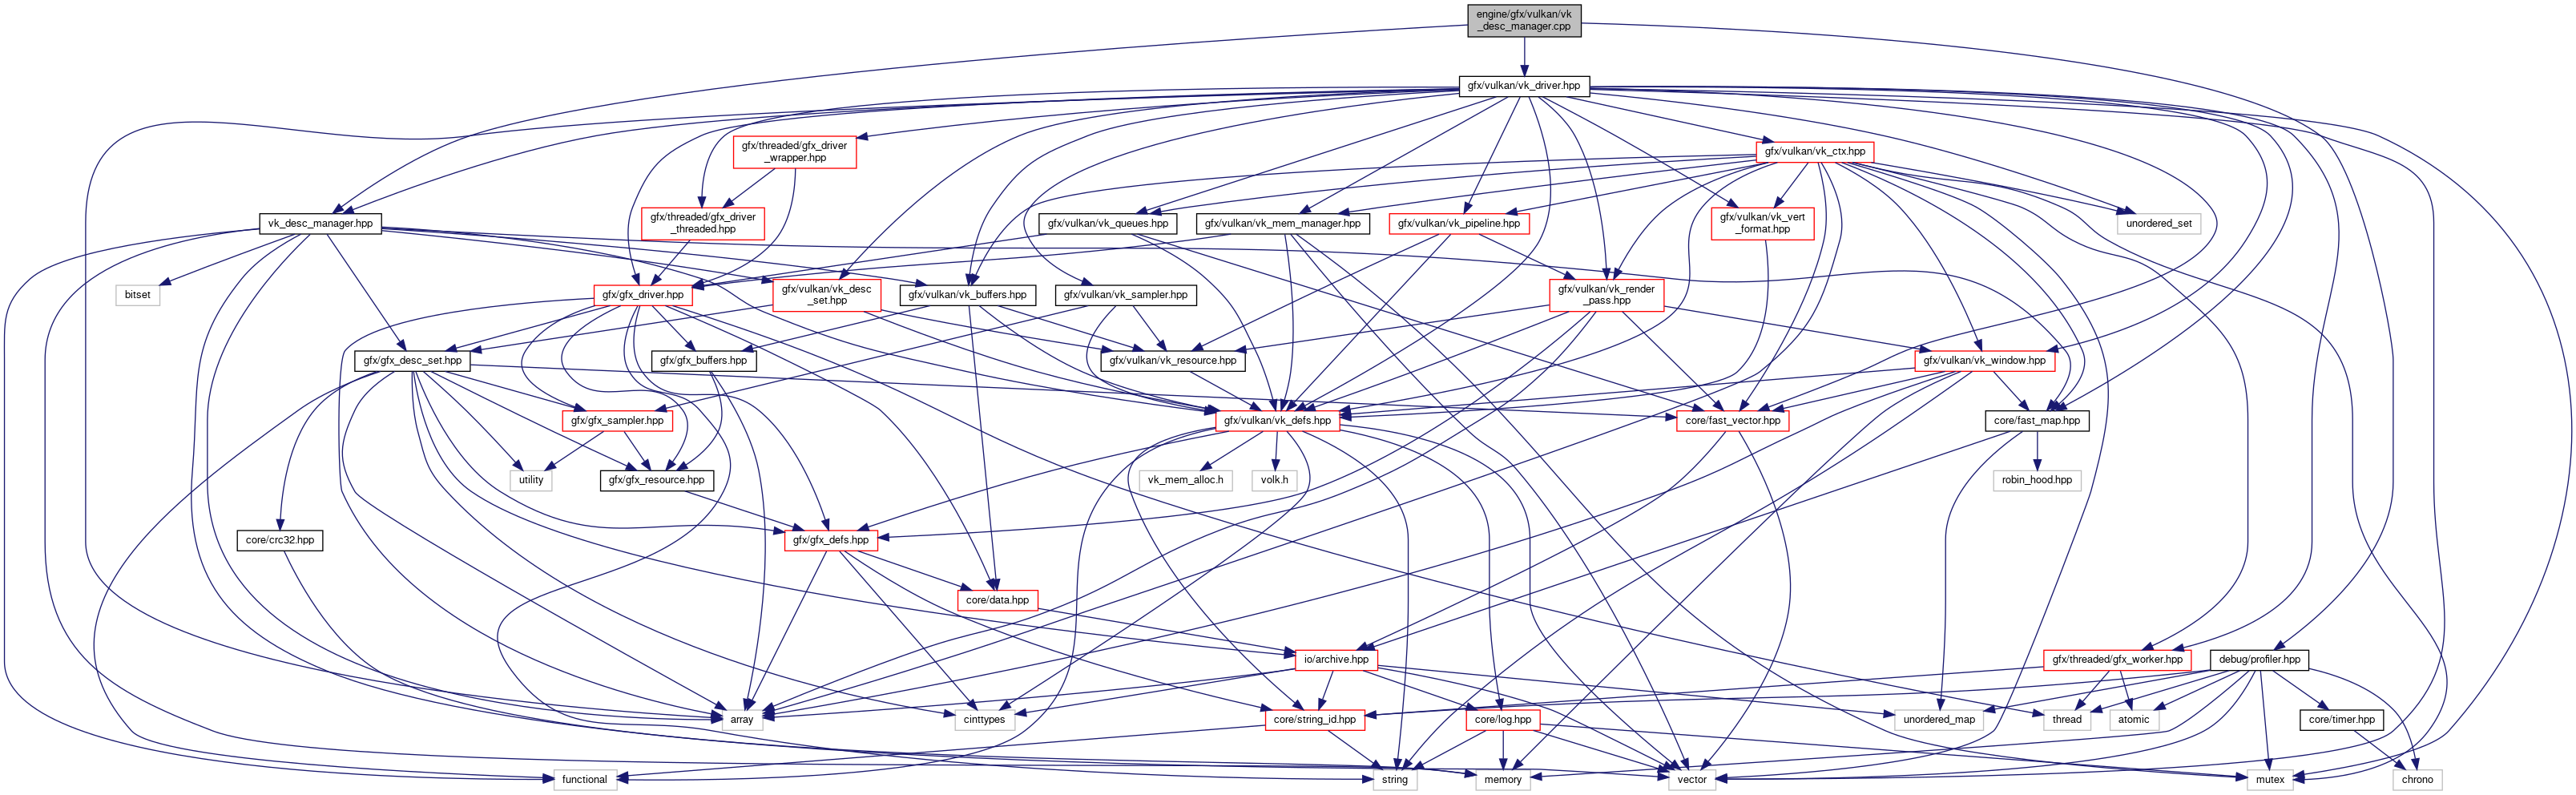 engine/gfx/vulkan/vk
_desc_manager.cpp
gfx/vulkan/vk_driver.hpp
gfx/threaded/gfx_driver
_wrapper.hpp
gfx/vulkan/vk_ctx.hpp
vk_desc_manager.hpp
gfx/threaded/gfx_driver
_threaded.hpp
gfx/vulkan/vk_queues.hpp
gfx/vulkan/vk_mem_manager.hpp
gfx/vulkan/vk_pipeline.hpp
gfx/vulkan/vk_vert
_format.hpp
unordered_set
bitset
gfx/gfx_driver.hpp
gfx/vulkan/vk_desc
_set.hpp
gfx/vulkan/vk_buffers.hpp
gfx/vulkan/vk_sampler.hpp
gfx/vulkan/vk_render
_pass.hpp
gfx/gfx_desc_set.hpp
gfx/gfx_buffers.hpp
gfx/vulkan/vk_resource.hpp
gfx/vulkan/vk_window.hpp
gfx/gfx_sampler.hpp
gfx/vulkan/vk_defs.hpp
core/fast_vector.hpp
core/fast_map.hpp
utility
gfx/gfx_resource.hpp
vk_mem_alloc.h
volk.h
robin_hood.hpp
core/crc32.hpp
gfx/gfx_defs.hpp
core/data.hpp
io/archive.hpp
gfx/threaded/gfx_worker.hpp
debug/profiler.hpp
array
cinttypes
core/string_id.hpp
core/log.hpp
unordered_map
thread
atomic
core/timer.hpp
functional
string
memory
vector
mutex
chrono